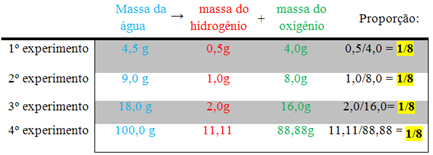 Massa da água → massa do hidrogênio + massa do oxigênio Proporção:
1º experimento 4,5 g 0,5g 4,0g 0,5/4,0 = 1/8
2º experimento 9,0 g 1,0g 8,0g 1,0/8,0= 1/8
3º experimento 18,0 g 2,0g 16,0g 2,0/16,0= 1/8
4º experimento 100,0 g 11,11 88,88g 11,11/88,88 = 1/8